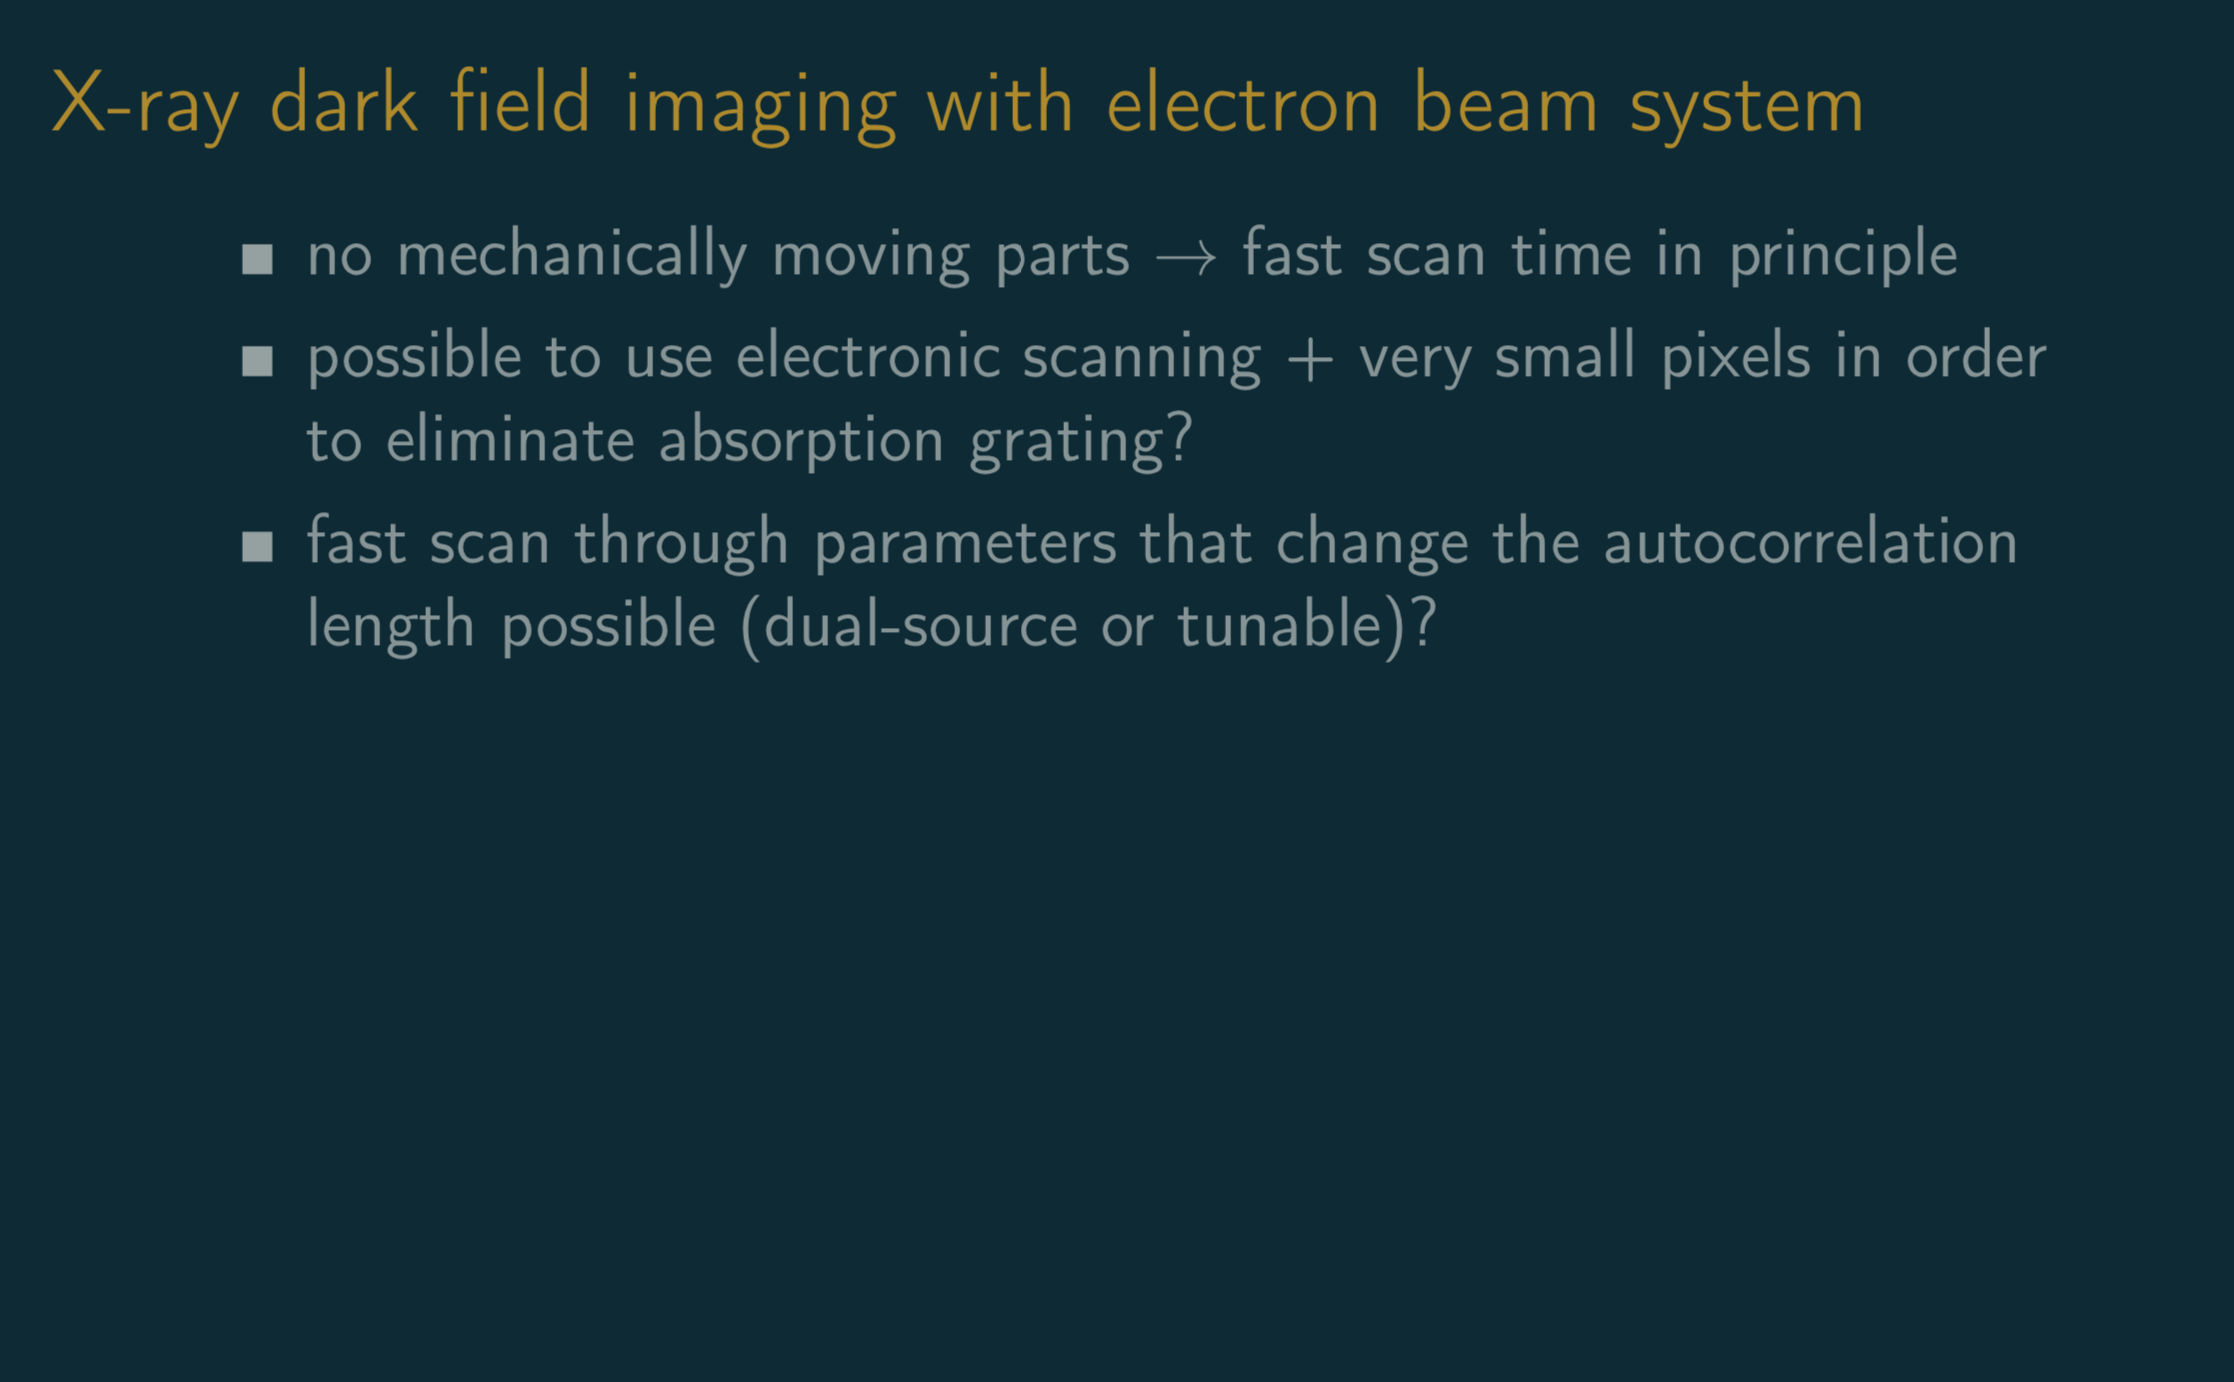 X-ray dark field imaging with electron beam system
■ no mechanically moving parts → fast scan time in principle
■ possible to use electronic scanning + very small pixels in order
to eliminate absorption grating?
■ fast scan through parameters that change the autocorrelation
length possible (dual-source or tunable)?